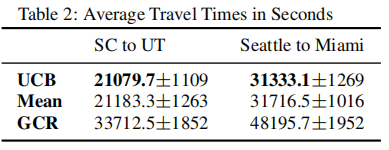 Table 2: Average Travel Times in Seconds
SC to UT Seattle to Miami
UCB 21079.7±1109 31333.1±1269
Mean 21183.3±1263 31716.5±1016
GCR 33712.5±1852 48195.7±1952